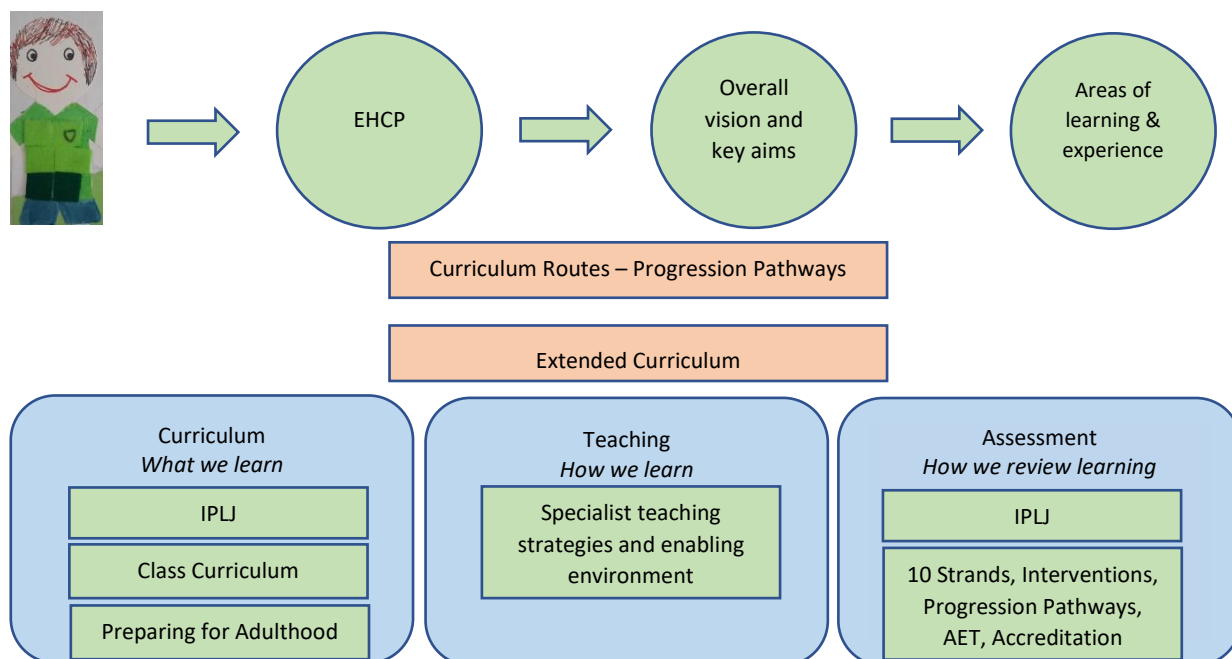 EHCP
Overall
vision and
key aims
Areas of
learning &
experience
Curriculum Routes – Progression Pathways
Extended Curriculum
Curriculum
What we learn
IPLJ
Class Curriculum
Preparing for Adulthood
Teaching
How we learn
Specialist teaching
strategies and enabling
environment
Assessment
How we review learning
IPLJ
10 Strands, Interventions,
Progression Pathways,
AET, Accreditation